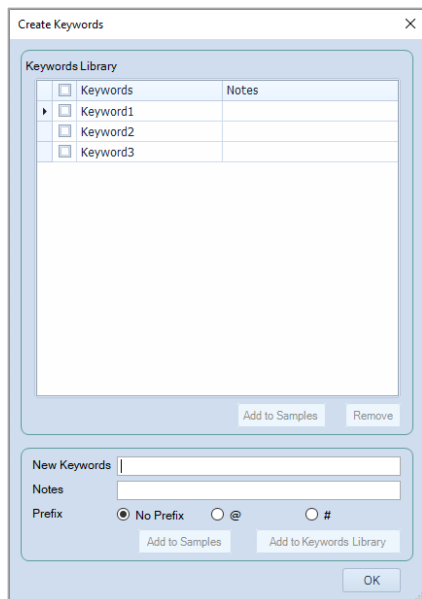 Create Keywords
Keywords Library
Keywords Notes
Keyword1
Keyword2
Keyword3
Add to Samples Remove
New Keywords
Notes
Prefix No Prefix @ #
Add to Samples Add to Keywords Library
OK